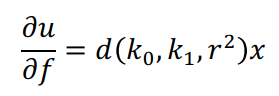 ∂u/∂f = d(k₀, k₁, r²)x